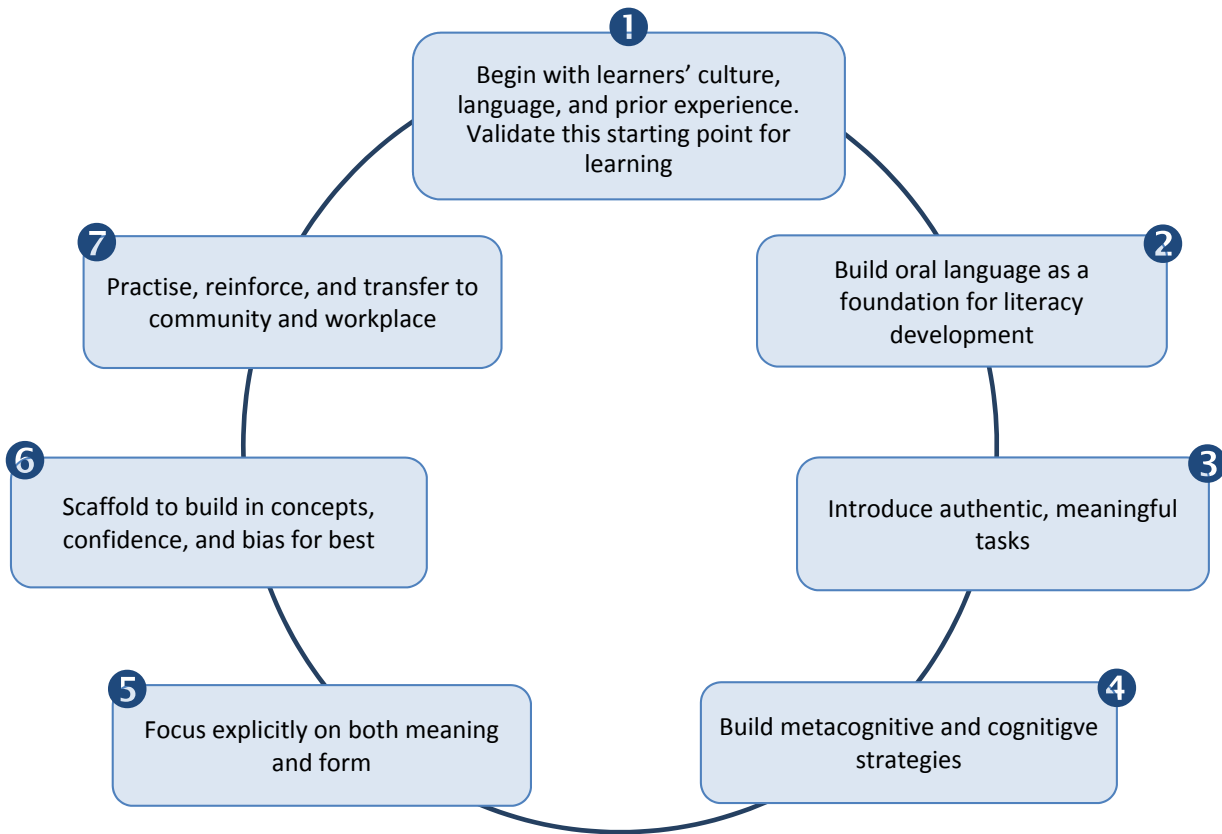 1
Begin with learners’ culture,
language, and prior experience.
Validate this starting point for
learning
2
Build oral language as a
foundation for literacy
development
3
Introduce authentic, meaningful
tasks
4
Build metacognitive and cognitigve
strategies
5
Focus explicitly on both meaning
and form
6
Scaffold to build in concepts,
confidence, and bias for best
7
Practise, reinforce, and transfer to
community and workplace